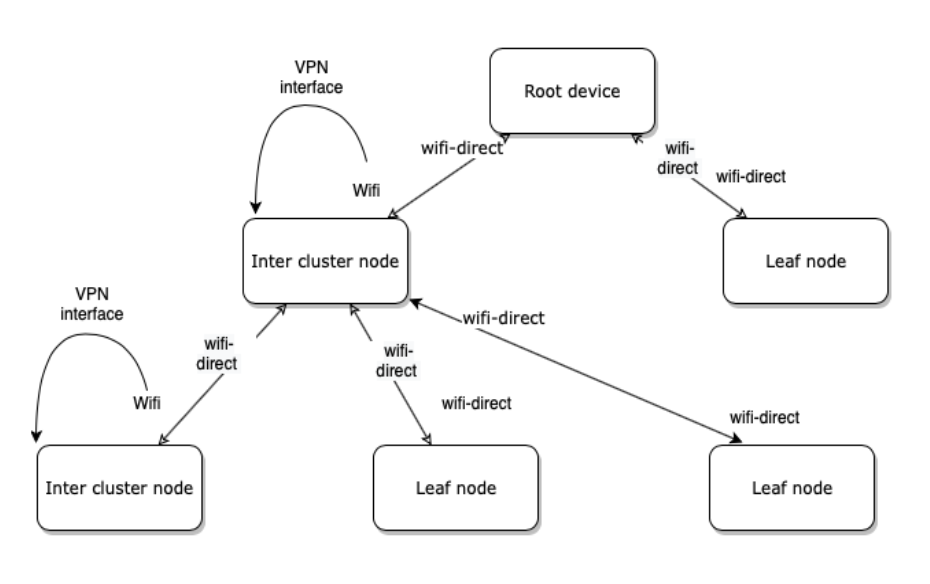 VPN
interface
Root device
wifi-direct
wifi-
direct
wifi-direct
Wifi
Inter cluster node
Leaf node
VPN
interface
wifi-direct
wifi-
direct
wifi-
direct
Wifi
wifi-direct
wifi-direct
Inter cluster node
Leaf node
Leaf node